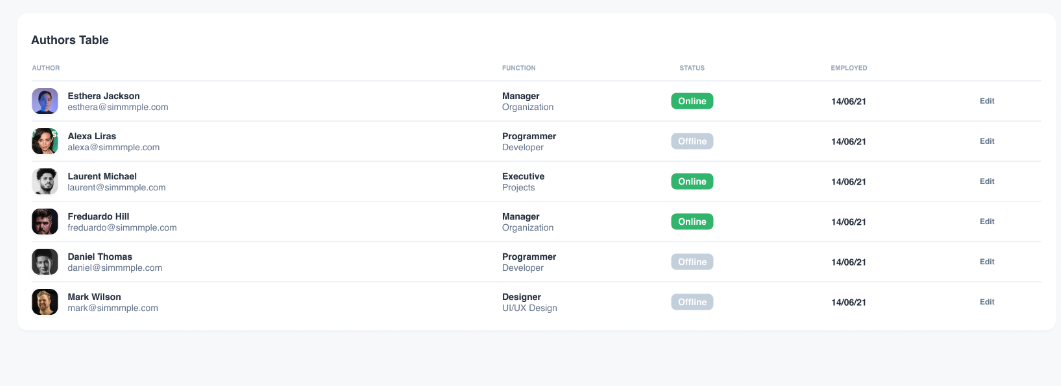 Authors Table
AUTHOR FUNCTION STATUS EMPLOYED
Esthera Jackson Manager
esthera@simmmple.com Organization Online 14/06/21 Edit
Alexa Liras Programmer
alexa@simmmple.com Developer Offline 14/06/21 Edit
Laurent Michael Executive
laurent@simmmple.com Projects Online 14/06/21 Edit
Freduardo Hill Manager
freduardo@simmmple.com Organization Online 14/06/21 Edit
Daniel Thomas Programmer
daniel@simmmple.com Developer Offline 14/06/21 Edit
Mark Wilson Designer
mark@simmmple.com UI/UX Design Offline 14/06/21 Edit